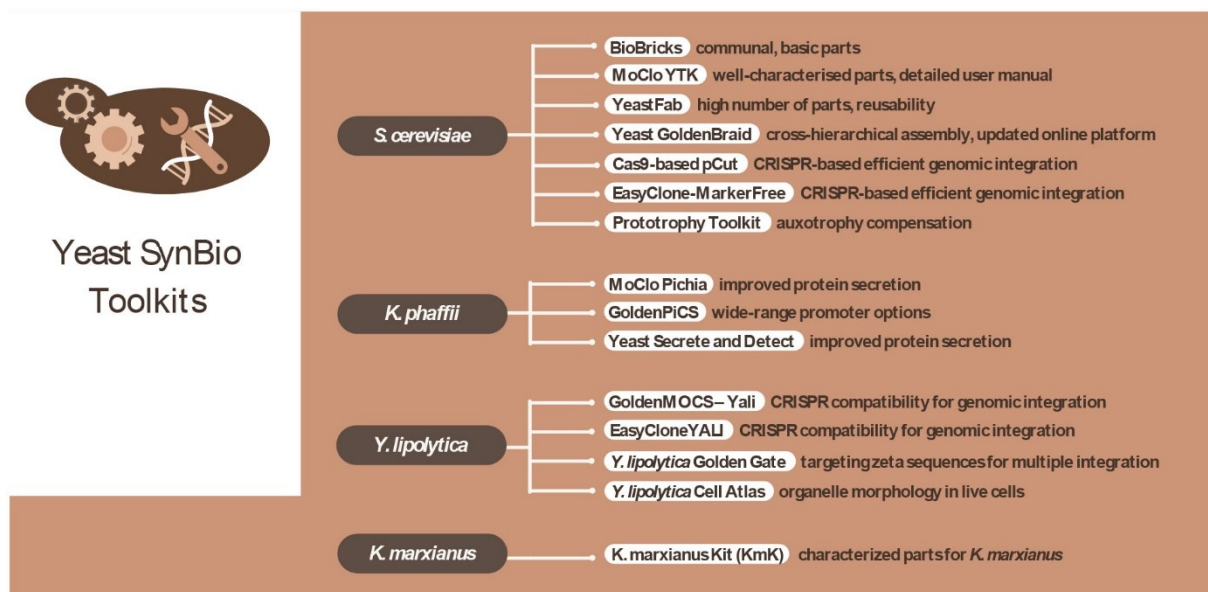 Yeast SynBio
Toolkits
S. cerevisiae
BioBricks communal, basic parts
MoClo YTK well-characterised parts, detailed user manual
YeastFab high number of parts, reusability
Yeast GoldenBraid cross-hierarchical assembly, updated online platform
Cas9-based pCut CRISPR-based efficient genomic integration
EasyClone-MarkerFree CRISPR-based efficient genomic integration
Prototrophy Toolkit auxotrophy compensation
K. phaffii
MoClo Pichia improved protein secretion
GoldenPiCS wide-range promoter options
Yeast Secrete and Detect improved protein secretion
Y. lipolytica
GoldenMOCS–Yali CRISPR compatibility for genomic integration
EasyCloneYALI CRISPR compatibility for genomic integration
Y. lipolytica Golden Gate targeting zeta sequences for multiple integration
Y. lipolytica Cell Atlas organelle morphology in live cells
K. marxianus
K. marxianus Kit (KmK) characterized parts for K. marxianus